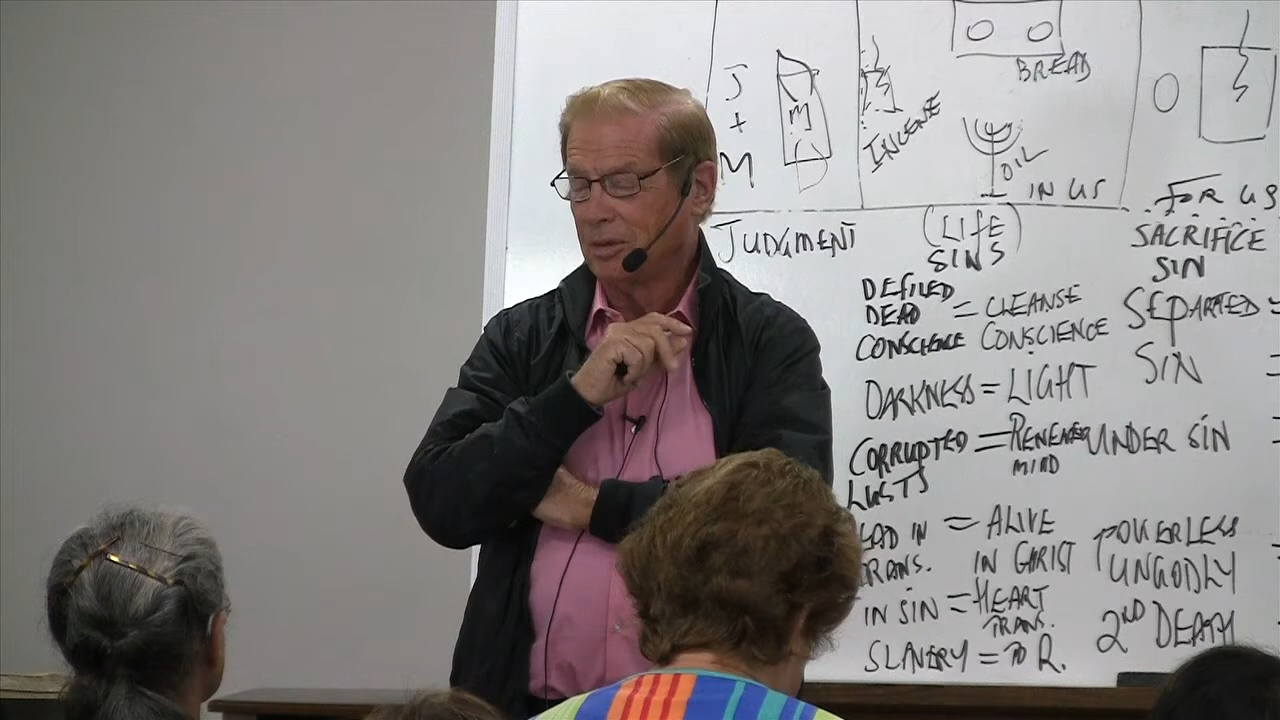 J
+
M
M
INCENSE
BREAD
OIL
IN US
FOR US
JUDGMENT
(LIFE)
SINS
SACRIFICE
SIN
DEFILED
DEAD = CLEANSE
CONSCIENCE CONSCIENCE
SEPARTED =
SIN =
DARKNESS = LIGHT
CORRUPTED = RENEWED
MIND
LUSTS
UNDER SIN
= ALIVE
TRANS. IN CHRIST
POWERLESS
UNGODLY
IN SIN = HEART
TRANS.
2ND DEATH
SLAVERY = TO R.